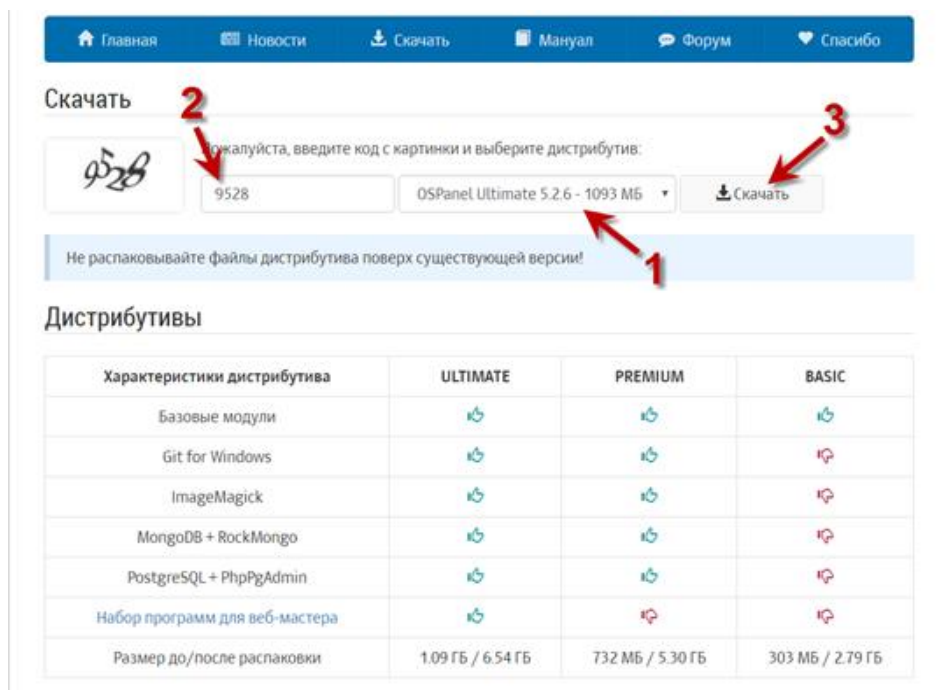 Главная Новости Скачать Мануал Форум Спасибо
Скачать
2
3
Пожалуйста, введите код с картинки и выберите дистрибутив:
9528
9528 OSPanel Ultimate 5.2.6 - 1093 МБ Скачать
1
Не распаковывайте файлы дистрибутива поверх существующей версии!
Дистрибутивы
Характеристики дистрибутива ULTIMATE PREMIUM BASIC
Базовые модули
Git for Windows
ImageMagick
MongoDB + RockMongo
PostgreSQL + PhpPgAdmin
Набор программ для веб-мастера
Размер до/после распаковки 1.09 ГБ / 6.54 ГБ 732 МБ / 5.30 ГБ 303 МБ / 2.79 ГБ